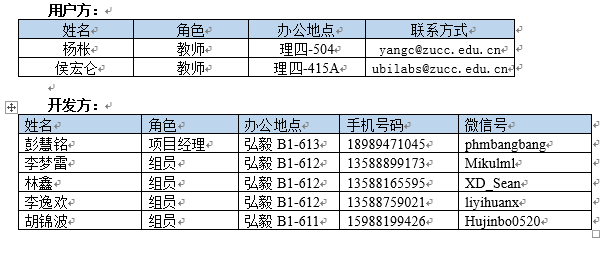 用户方：
姓名 角色 办公地点 联系方式
杨枨 教师 理四-504 yangc@zucc.edu.cn
侯宏仑 教师 理四-415A ubilabs@zucc.edu.cn
开发方：
姓名 角色 办公地点 手机号码 微信号
彭慧铭 项目经理 弘毅 B1-613 18989471045 phmbangbang
李梦雷 组员 弘毅 B1-612 13588899173 Mikulml
林鑫 组员 弘毅 B1-612 13588165595 XD_Sean
李逸欢 组员 弘毅 B1-612 13588759021 liyihuanx
胡锦波 组员 弘毅 B1-611 15988199426 Hujinbo0520